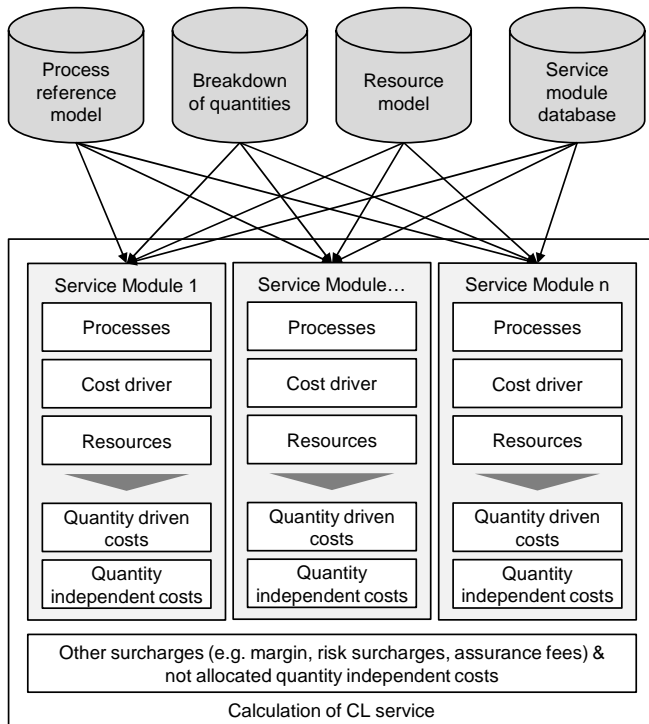 Process
reference
model
Breakdown
of quantities
Resource
model
Service
module
database
Service Module 1
Processes
Cost driver
Resources
Quantity driven
costs
Quantity
independent costs
Service Module…
Processes
Cost driver
Resources
Quantity driven
costs
Quantity
independent costs
Service Module n
Processes
Cost driver
Resources
Quantity driven
costs
Quantity
independent costs
Other surcharges (e.g. margin, risk surcharges, assurance fees) &
not allocated quantity independent costs
Calculation of CL service